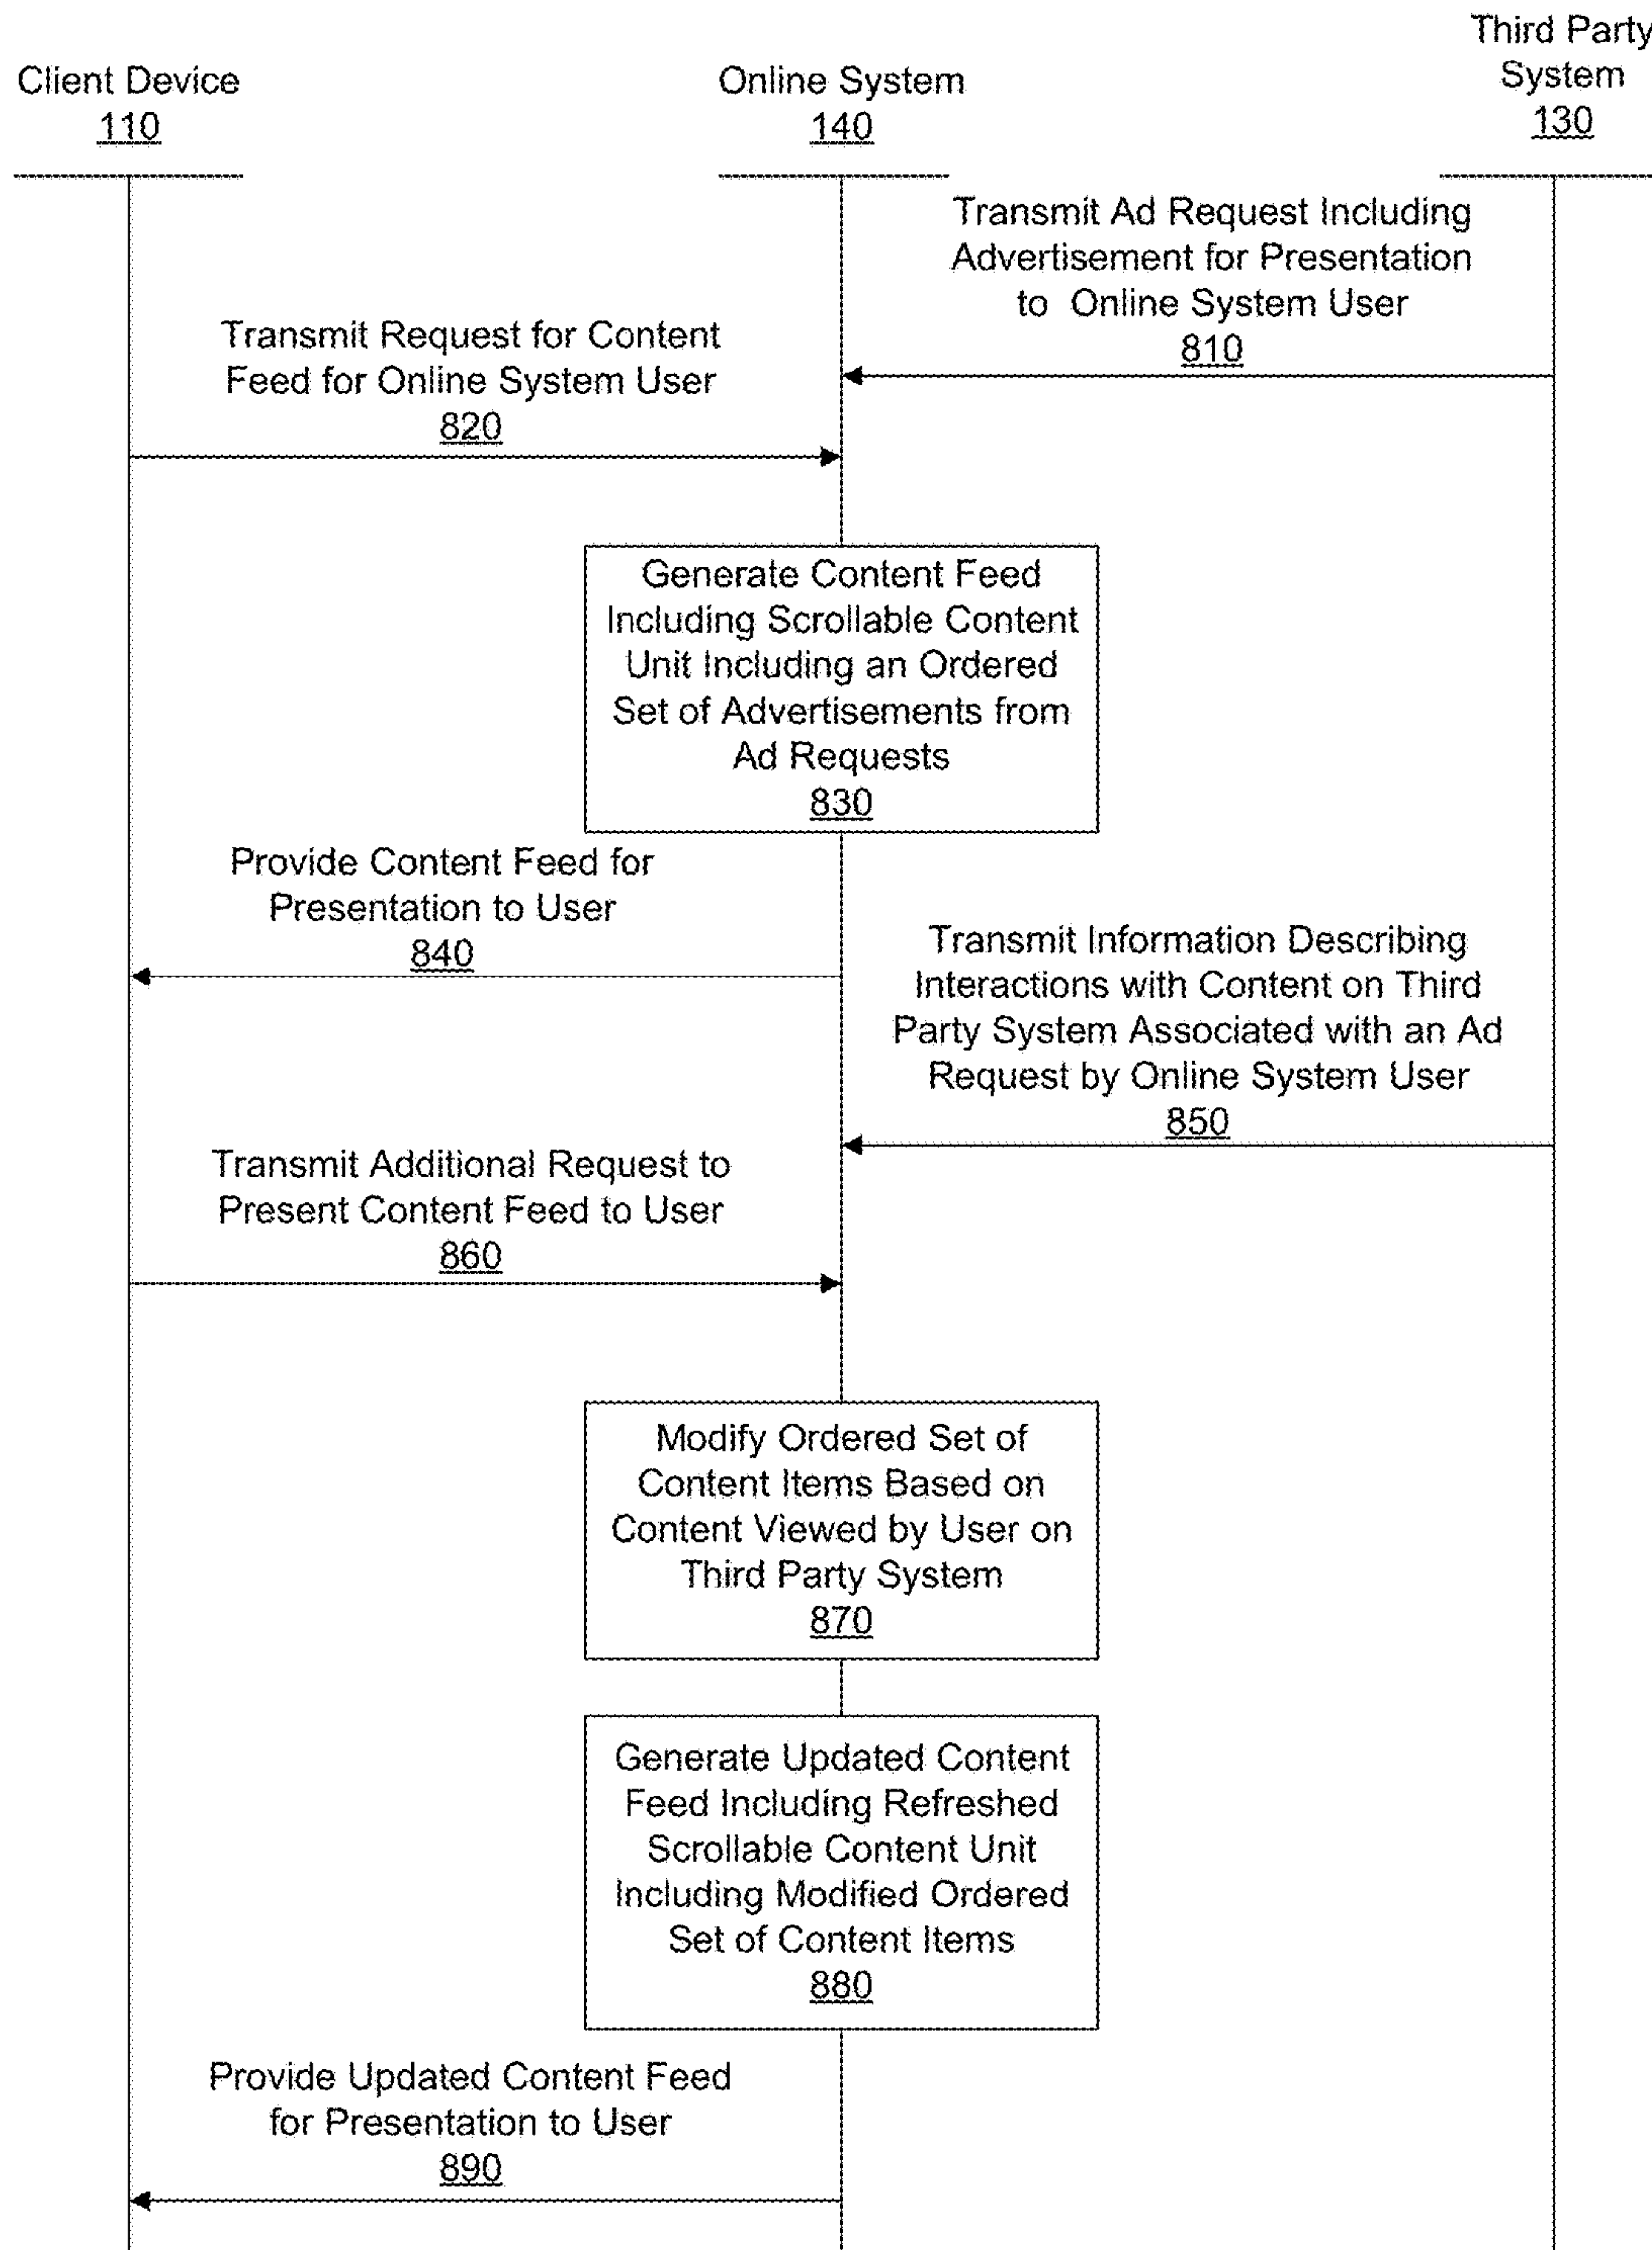 Client Device
110
Online System
140
Third Party
System
130
Transmit Ad Request Including
Advertisement for Presentation
to Online System User
810
Transmit Request for Content
Feed for Online System User
820
Generate Content Feed
Including Scrollable Content
Unit Including an Ordered
Set of Advertisements from
Ad Requests
830
Provide Content Feed for
Presentation to User
840
Transmit Information Describing
Interactions with Content on Third
Party System Associated with an Ad
Request by Online System User
850
Transmit Additional Request to
Present Content Feed to User
860
Modify Ordered Set of
Content Items Based on
Content Viewed by User on
Third Party System
870
Generate Updated Content
Feed Including Refreshed
Scrollable Content Unit
Including Modified Ordered
Set of Content Items
880
Provide Updated Content Feed
for Presentation to User
890